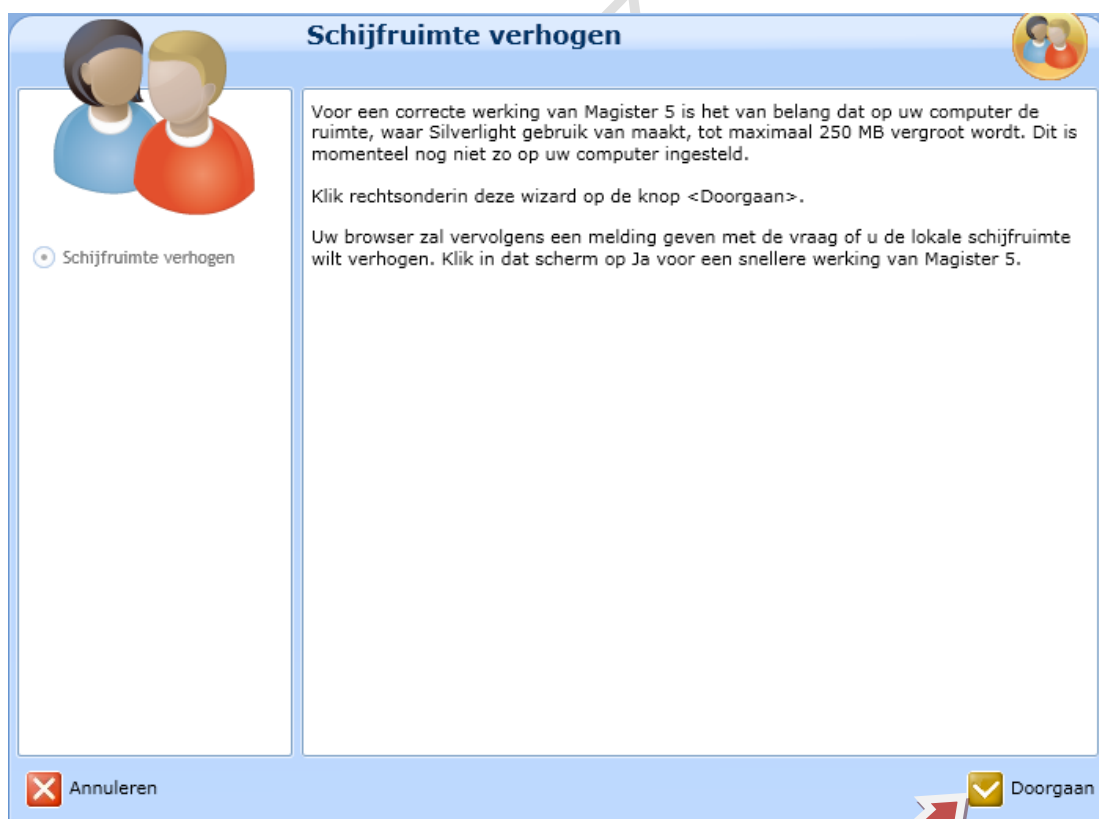 Schijfruimte verhogen
Voor een correcte werking van Magister 5 is het van belang dat op uw computer de
ruimte, waar Silverlight gebruik van maakt, tot maximaal 250 MB vergroot wordt. Dit is
momenteel nog niet zo op uw computer ingesteld.
Klik rechtsonderin deze wizard op de knop <Doorgaan>.
Uw browser zal vervolgens een melding geven met de vraag of u de lokale schijfruimte
wilt verhogen. Klik in dat scherm op Ja voor een snellere werking van Magister 5.
Schijfruimte verhogen
Annuleren
Doorgaan